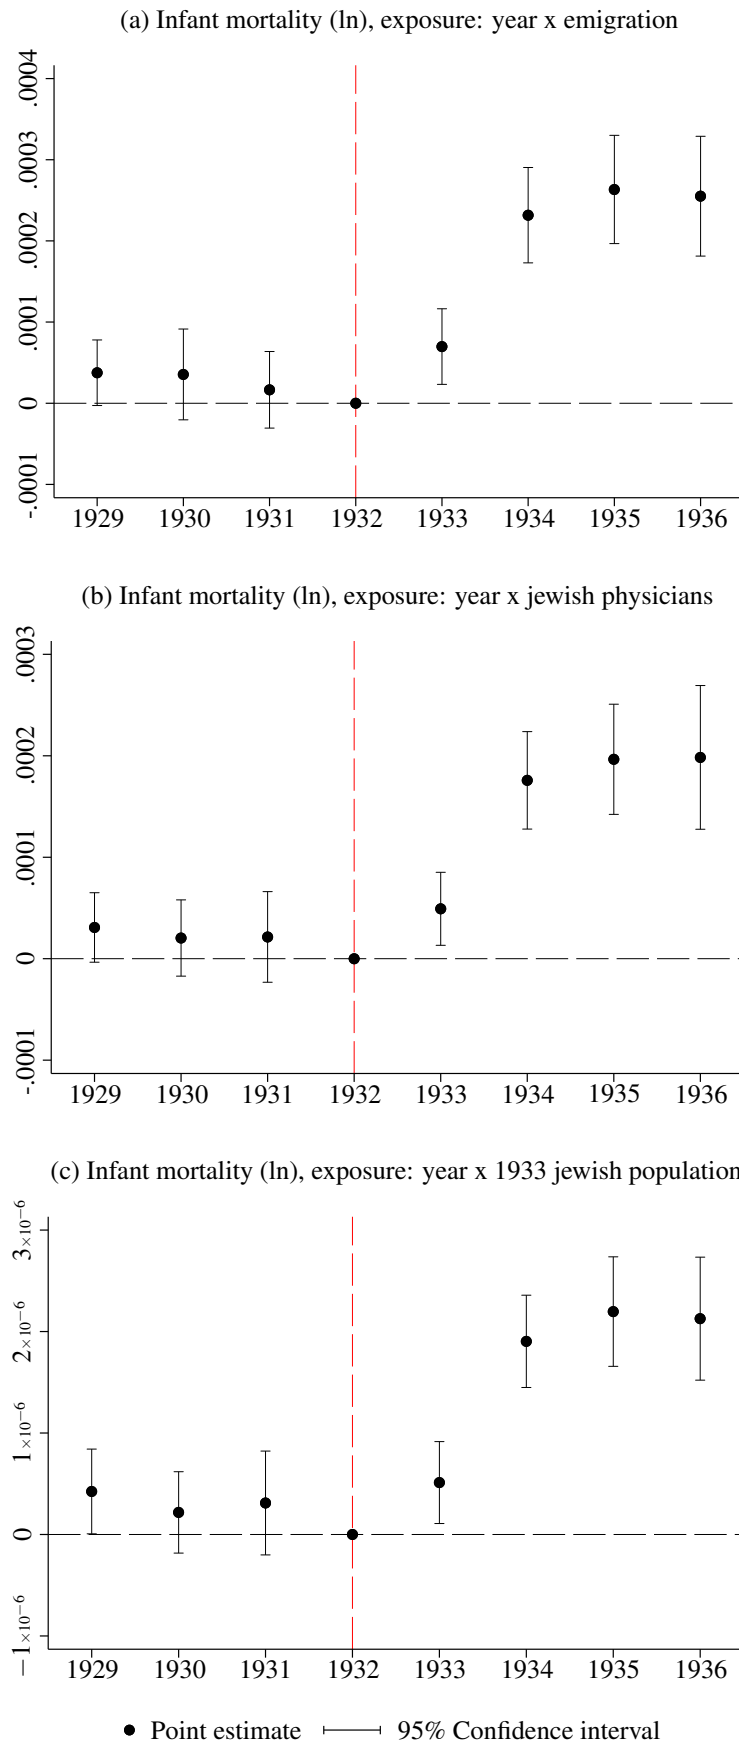 (a) Infant mortality (ln), exposure: year x emigration
.0004
.0003
.0002
.0001
0
-.0001
1929 1930 1931 1932 1933 1934 1935 1936
(b) Infant mortality (ln), exposure: year x jewish physicians
.0003
.0002
.0001
0
-.0001
1929 1930 1931 1932 1933 1934 1935 1936
(c) Infant mortality (ln), exposure: year x 1933 jewish population
3×10⁻⁶
2×10⁻⁶
1×10⁻⁶
0
−1×10⁻⁶
1929 1930 1931 1932 1933 1934 1935 1936
Point estimate 95% Confidence interval